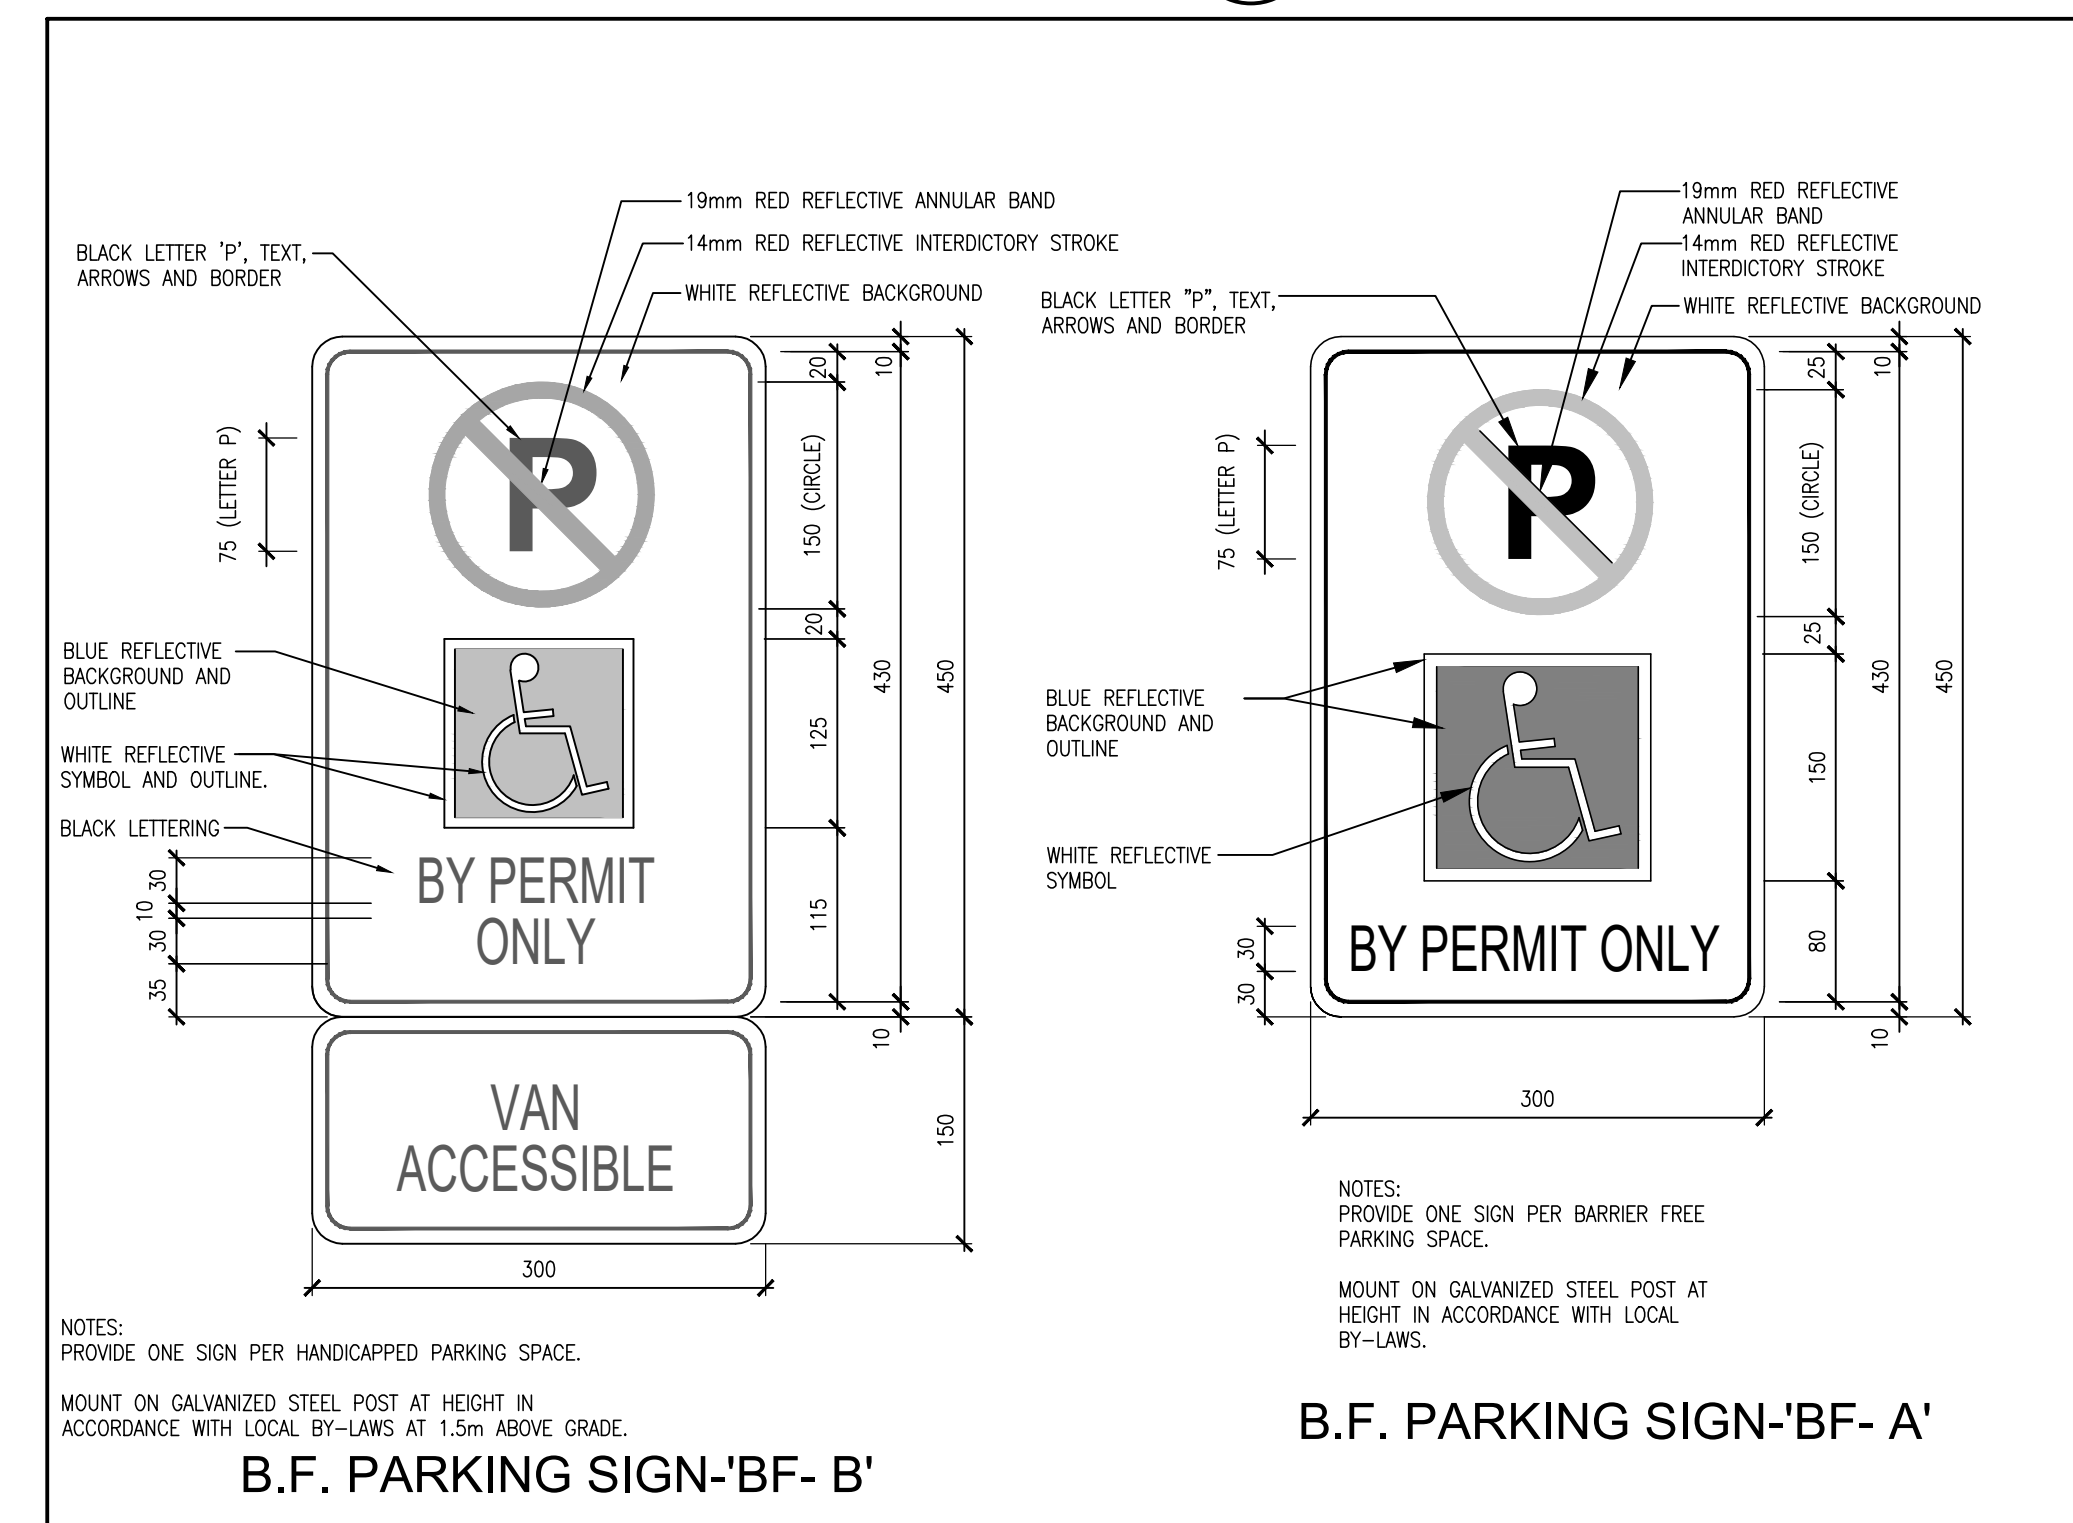 19mm RED REFLECTIVE ANNULAR BAND
14mm RED REFLECTIVE INTERDICTORY STROKE
WHITE REFLECTIVE BACKGROUND
BLACK LETTER 'P', TEXT,
ARROWS AND BORDER
P
75 (LETTER P)
20
10
150 (CIRCLE)
20
430
450
125
115
10
150
BLUE REFLECTIVE
BACKGROUND AND
OUTLINE
WHITE REFLECTIVE
SYMBOL AND OUTLINE.
BLACK LETTERING
30
10
30
35
BY PERMIT
ONLY
VAN
ACCESSIBLE
300
NOTES:
PROVIDE ONE SIGN PER HANDICAPPED PARKING SPACE.
MOUNT ON GALVANIZED STEEL POST AT HEIGHT IN
ACCORDANCE WITH LOCAL BY-LAWS AT 1.5m ABOVE GRADE.
B.F. PARKING SIGN-'BF- B'
19mm RED REFLECTIVE
ANNULAR BAND
14mm RED REFLECTIVE
INTERDICTORY STROKE
WHITE REFLECTIVE BACKGROUND
BLACK LETTER "P", TEXT,
ARROWS AND BORDER
P
75 (LETTER P)
25
10
150 (CIRCLE)
25
430
450
150
80
10
BLUE REFLECTIVE
BACKGROUND AND
OUTLINE
WHITE REFLECTIVE
SYMBOL
30
30
BY PERMIT ONLY
300
NOTES:
PROVIDE ONE SIGN PER BARRIER FREE
PARKING SPACE.
MOUNT ON GALVANIZED STEEL POST AT
HEIGHT IN ACCORDANCE WITH LOCAL
BY-LAWS.
B.F. PARKING SIGN-'BF- A'